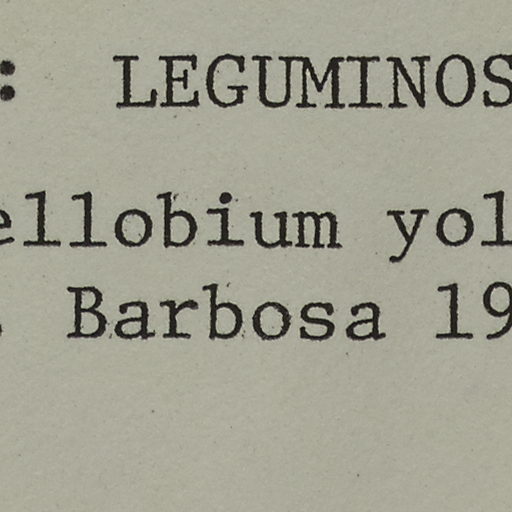 : LEGUMINOS
ellobium yol
. Barbosa 19